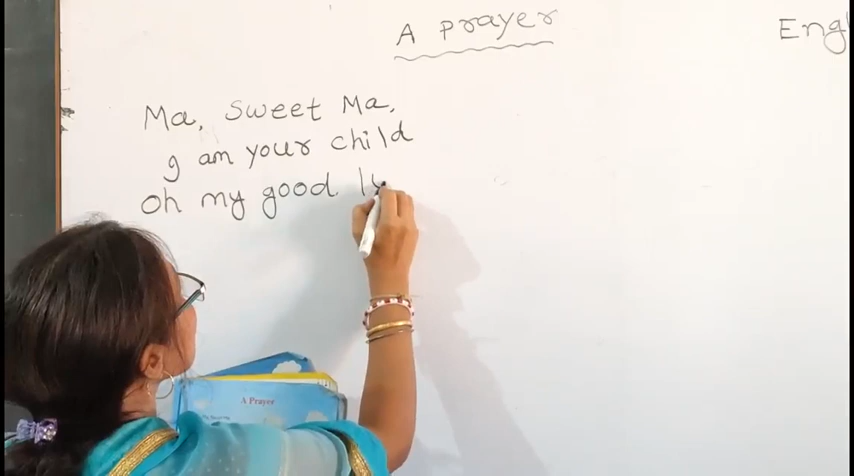 A Prayer
Eng
Ma, Sweet Ma,
I am your child
oh my good
A Prayer